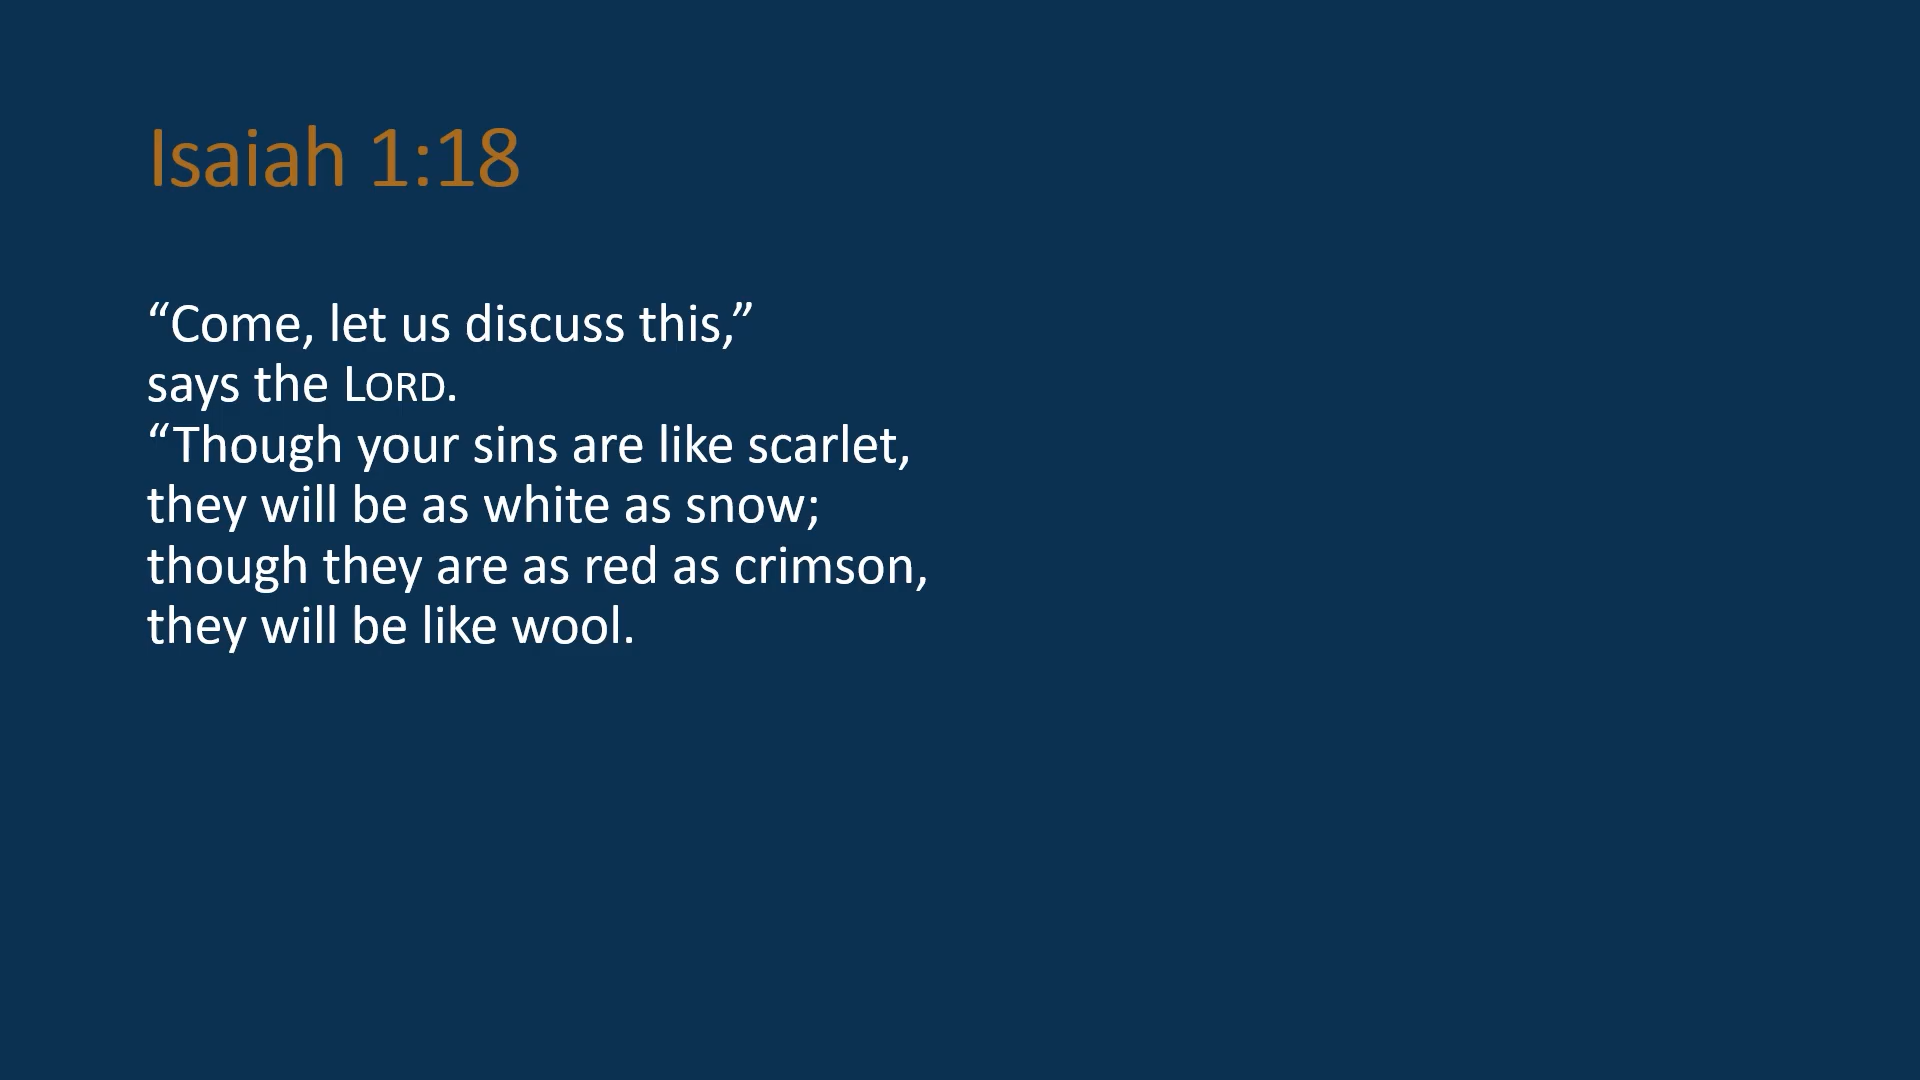 Isaiah 1:18
“Come, let us discuss this,”
says the LORD.
“Though your sins are like scarlet,
they will be as white as snow;
though they are as red as crimson,
they will be like wool.